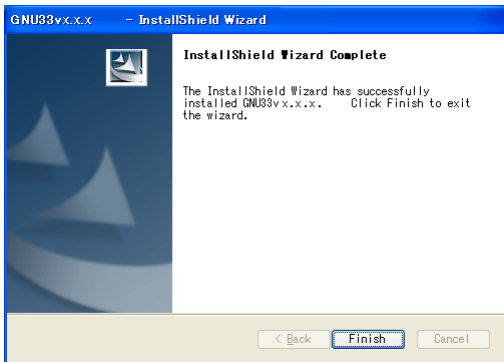 GNU33vx.x.x - InstallShield Wizard
InstallShield Wizard Complete
The InstallShield Wizard has successfully
installed GNU33vx.x.x. Click Finish to exit
the wizard.
< Back Finish Cancel